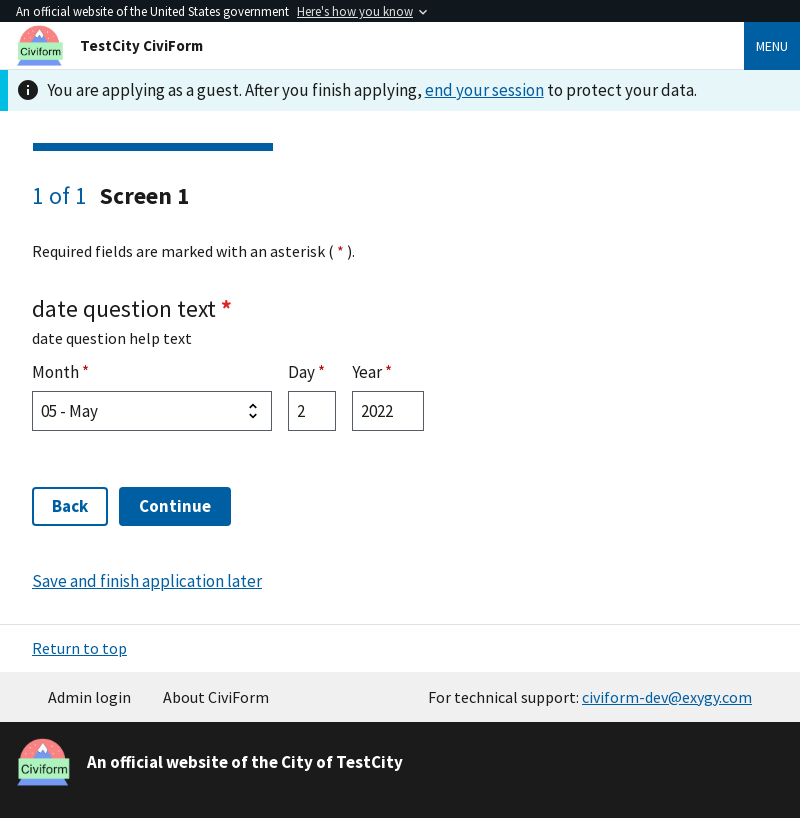 An official website of the United States government Here's how you know
Civiform TestCity CiviForm MENU
You are applying as a guest. After you finish applying, end your session to protect your data.
1 of 1 Screen 1
Required fields are marked with an asterisk ( * ).
date question text *
date question help text
Month * Day * Year *
05 - May 2 2022
Back Continue
Save and finish application later
Return to top
Admin login About CiviForm For technical support: civiform-dev@exygy.com
Civiform An official website of the City of TestCity